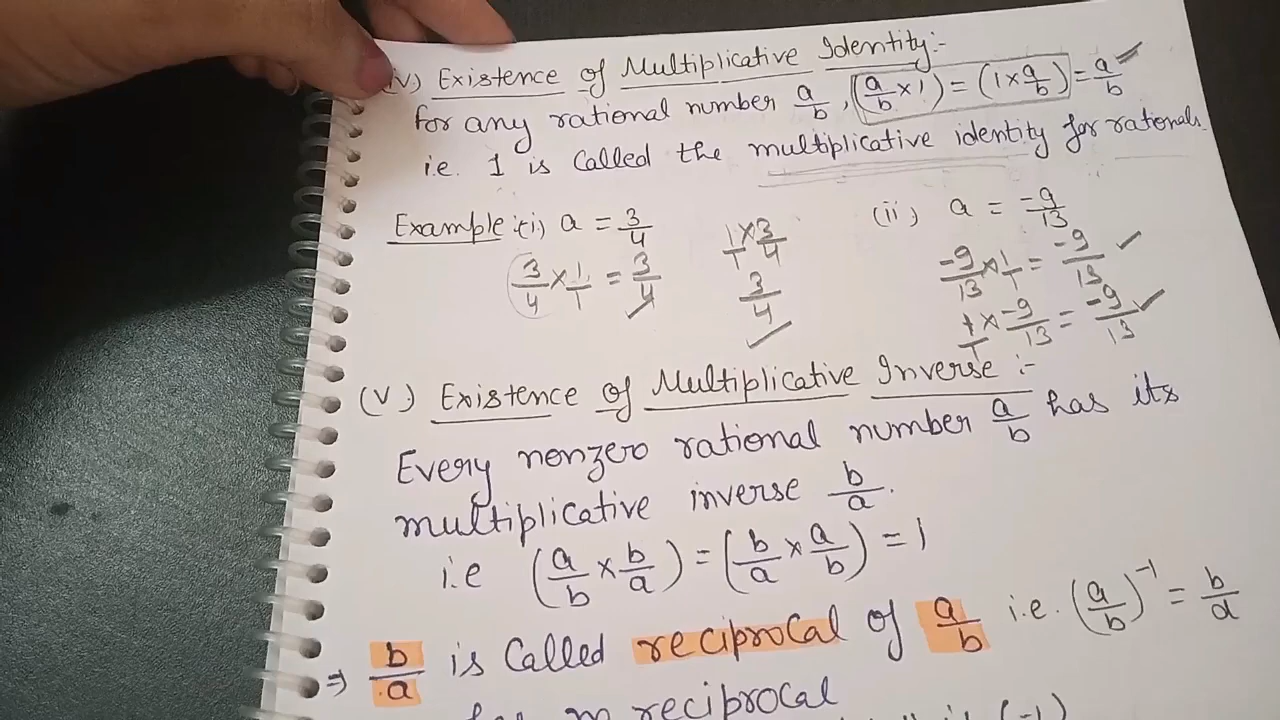 (iv) Existence of Multiplicative Identity:-
for any rational number a/b, (a/b × 1) = (1 × a/b) = a/b ✓
i.e. 1 is called the multiplicative identity for rationals.
Example:(i) a = 3/4
3/4 × 1/1 = 3/4 ✓
1/1 × 3/4
3/4 ✓
(ii) a = -9/13
-9/13 × 1/1 = -9/13 ✓
1/1 × -9/13 = -9/13 ✓
(V) Existence of Multiplicative Inverse :-
Every nonzero rational number a/b has its
multiplicative inverse b/a.
i.e (a/b × b/a) = (b/a × a/b) = 1
⇒ b/a is called reciprocal of a/b i.e. (a/b)⁻¹ = b/a
reciprocal
is (-1)